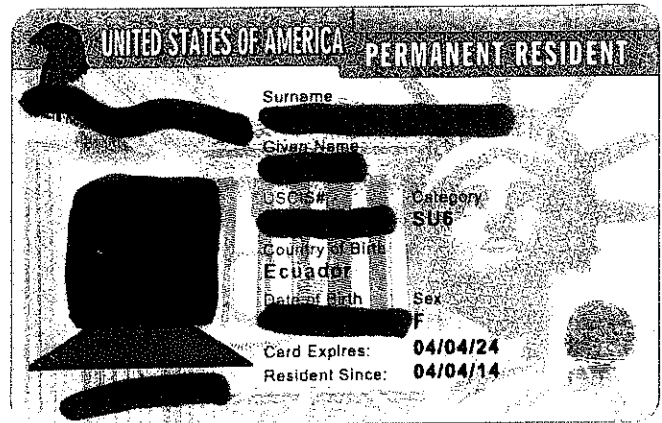 UNITED STATES OF AMERICA
PERMANENT RESIDENT
Surname
Given Name
USCIS#
Category
SU6
Country of Birth
Ecuador
Date of Birth
Sex
F
Card Expires: 04/04/24
Resident Since: 04/04/14